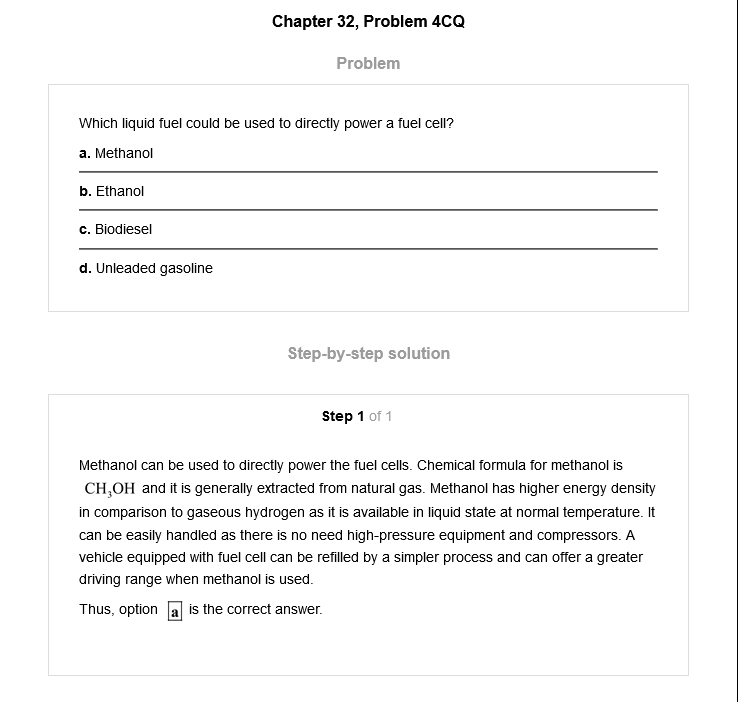 Chapter 32, Problem 4CQ
Problem
Which liquid fuel could be used to directly power a fuel cell?
a. Methanol
b. Ethanol
c. Biodiesel
d. Unleaded gasoline
Step-by-step solution
Step 1 of 1
Methanol can be used to directly power the fuel cells. Chemical formula for methanol is
CH₃OH and it is generally extracted from natural gas. Methanol has higher energy density
in comparison to gaseous hydrogen as it is available in liquid state at normal temperature. It
can be easily handled as there is no need high-pressure equipment and compressors. A
vehicle equipped with fuel cell can be refilled by a simpler process and can offer a greater
driving range when methanol is used.
Thus, option a is the correct answer.